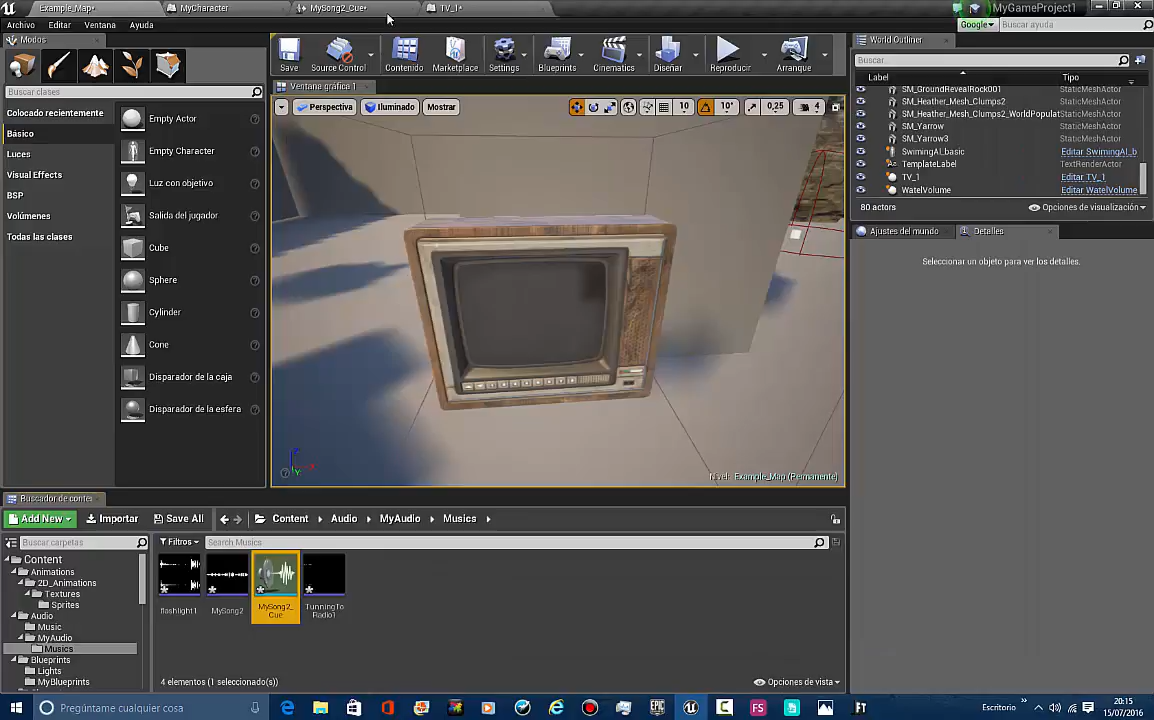 Example_Map*
MyCharacter
MySong2_Cue*
TV_1*
MyGameProject1
Archivo Editar Ventana Ayuda
Google
Buscar ayuda
Modos
Buscar clases
Colocado recientemente
Básico
Luces
Visual Effects
BSP
Volúmenes
Todas las clases
Empty Actor
Empty Character
Luz con objetivo
Salida del jugador
Cube
Sphere
Cylinder
Cone
Disparador de la caja
Disparador de la esfera
Save
Source Control
Contenido
Marketplace
Settings
Blueprints
Cinematics
Diseñar
Reproducir
Arranque
Ventana gráfica 1
Perspectiva
Iluminado
Mostrar
10
10°
0,25
4
Nivel: Example_Map (Permanente)
World Outliner
Buscar...
Label Tipo
SM_GroundRevealRock001 StaticMeshActor
SM_Heather_Mesh_Clumps2 StaticMeshActor
SM_Heather_Mesh_Clumps2_WorldPopulat StaticMeshActor
SM_Yarrow StaticMeshActor
SM_Yarrow3 StaticMeshActor
SwimingAI_basic Editar SwimingAI_b
TemplateLabel TextRenderActor
TV_1 Editar TV_1
WatelVolume Editar WatelVolume
80 actors
Opciones de visualización
Ajustes del mundo
Detalles
Seleccionar un objeto para ver los detalles.
Buscador de conte
Add New
Importar
Save All
Content
Audio
MyAudio
Musics
Buscar carpetas
Filtros
Search Musics
Content
Animations
2D_Animations
Textures
Sprites
Audio
Music
MyAudio
Musics
Blueprints
Lights
MyBlueprints
flashlight1
MySong2
MySong2_
Cue
TunningTo
Radio1
4 elementos (1 seleccionado(s))
Opciones de vista
Pregúntame cualquier cosa
Escritorio
20:15
15/07/2016